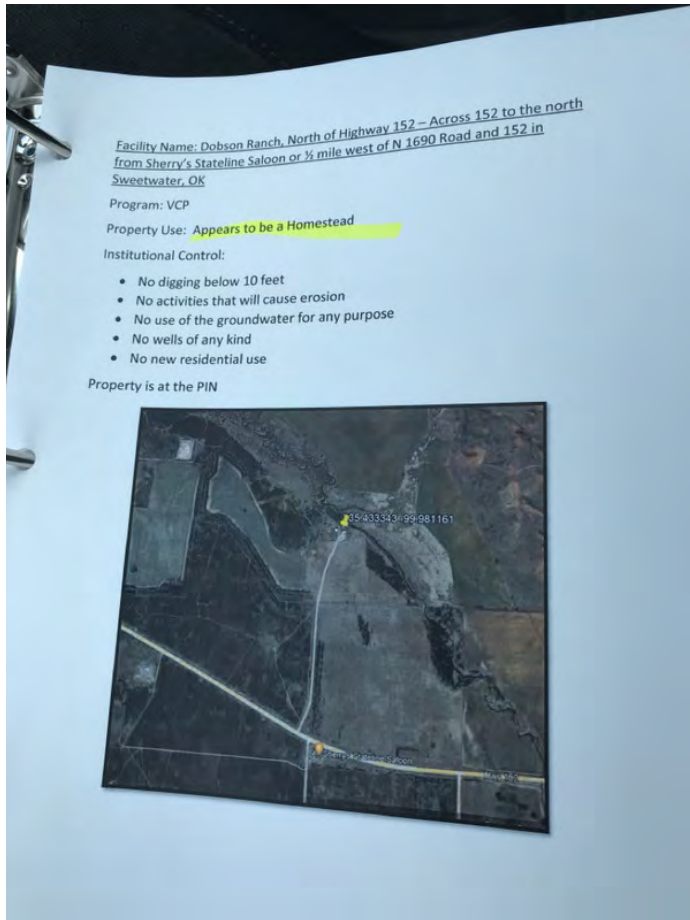 Facility Name: Dobson Ranch, North of Highway 152 – Across 152 to the north
from Sherry's Stateline Saloon or ½ mile west of N 1690 Road and 152 in
Sweetwater, OK
Program: VCP
Property Use: Appears to be a Homestead
Institutional Control:
• No digging below 10 feet
• No activities that will cause erosion
• No use of the groundwater for any purpose
• No wells of any kind
• No new residential use
Property is at the PIN
35.433343 -99.981161
Sherry's Stateline Saloon